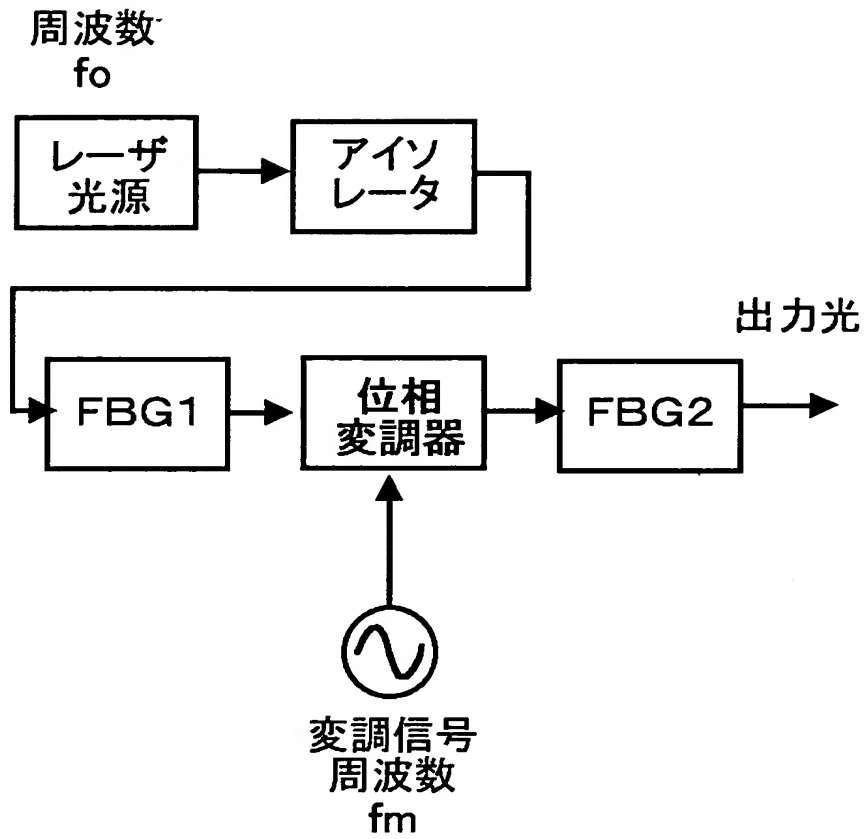 周波数
fo
レーザ
光源
アイソ
レータ
出力光
FBG1
位相
変調器
FBG2
変調信号
周波数
fm